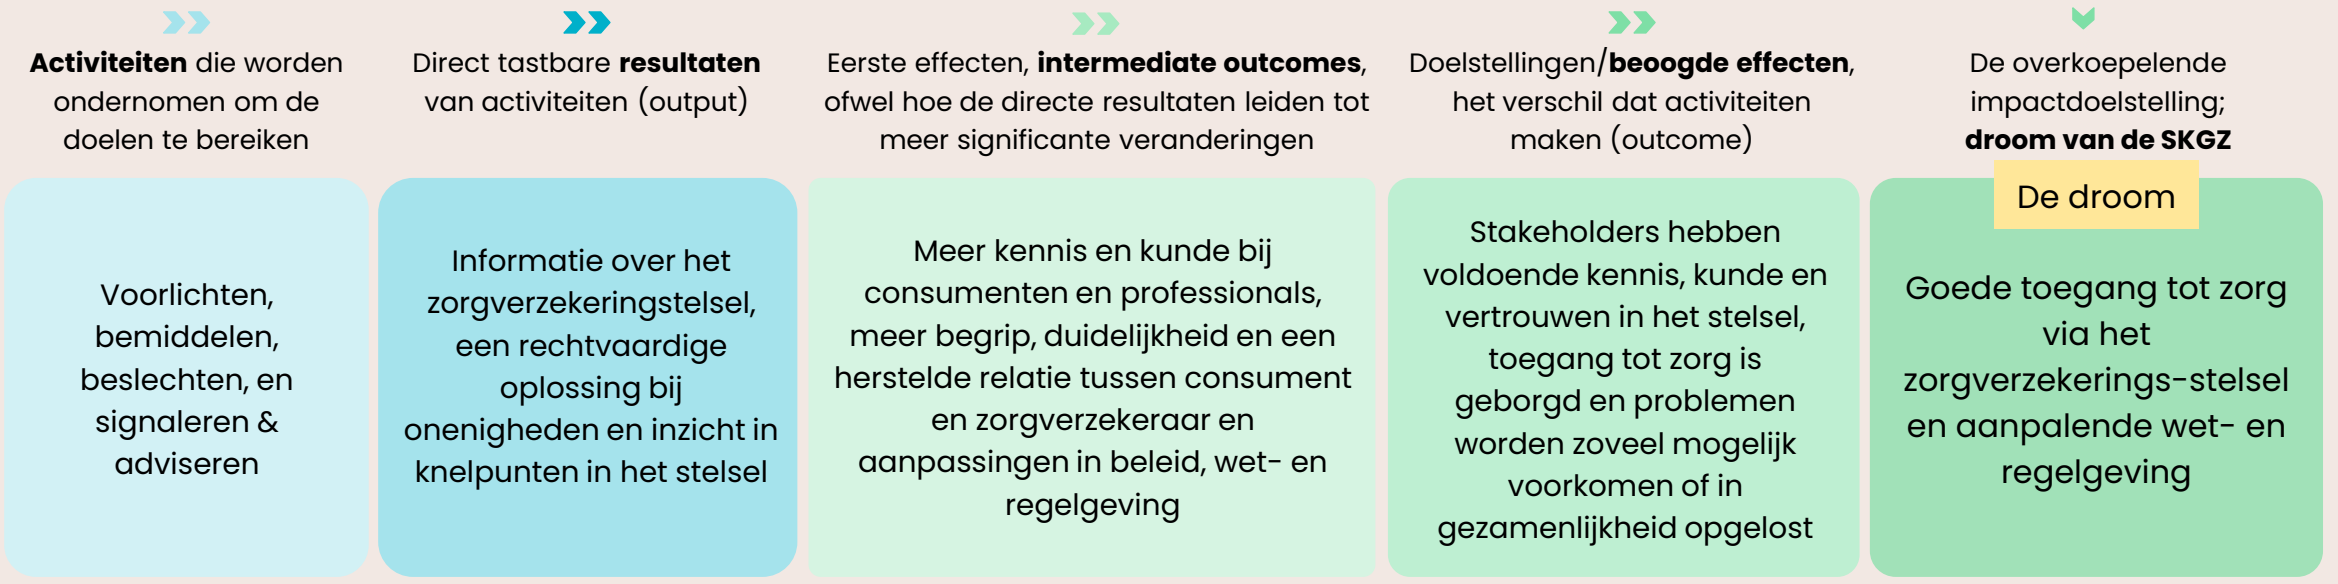 Activiteiten die worden
ondernomen om de
doelen te bereiken
Direct tastbare resultaten
van activiteiten (output)
Eerste effecten, intermediate outcomes,
ofwel hoe de directe resultaten leiden tot
meer significante veranderingen
Doelstellingen/beoogde effecten,
het verschil dat activiteiten
maken (outcome)
De overkoepelende
impactdoelstelling;
droom van de SKGZ
Voorlichten,
bemiddelen,
beslechten, en
signaleren &
adviseren
Informatie over het
zorgverzekeringstelsel,
een rechtvaardige
oplossing bij
onenigheden en inzicht in
knelpunten in het stelsel
Meer kennis en kunde bij
consumenten en professionals,
meer begrip, duidelijkheid en een
herstelde relatie tussen consument
en zorgverzekeraar en
aanpassingen in beleid, wet- en
regelgeving
Stakeholders hebben
voldoende kennis, kunde en
vertrouwen in het stelsel,
toegang tot zorg is
geborgd en problemen
worden zoveel mogelijk
voorkomen of in
gezamenlijkheid opgelost
De droom
Goede toegang tot zorg
via het
zorgverzekerings-stelsel
en aanpalende wet- en
regelgeving